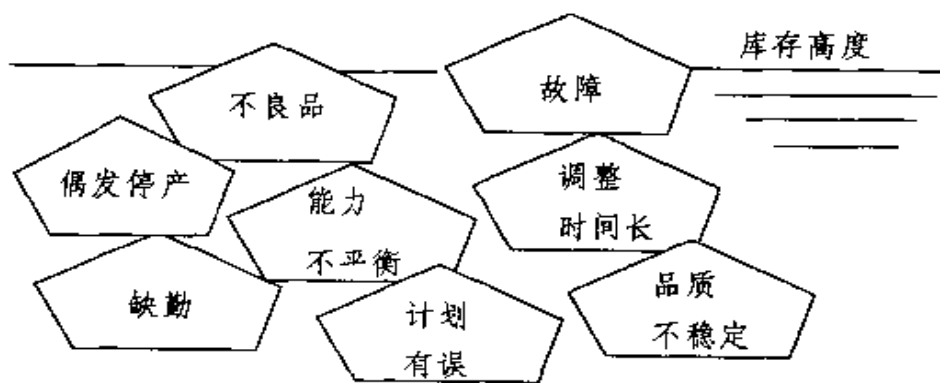 库存高度
不良品
故障
偶发停产
能力
不平衡
调整
时间长
缺勤
计划
有误
品质
不稳定